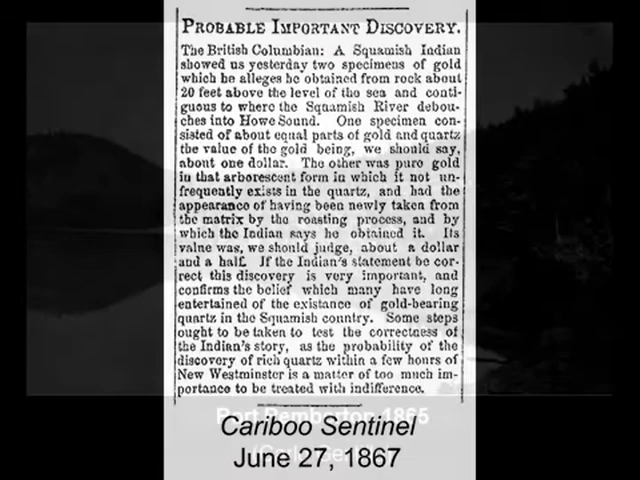 PROBABLE IMPORTANT DISCOVERY.
The British Columbian: A Squamish Indian
showed us yesterday two specimens of gold
which he alleges he obtained from rock about
20 feet above the level of the sea and conti-
guous to where the Squamish River debou-
ches into Howe Sound. One specimen con-
sisted of about equal parts of gold and quartz
the value of the gold being, we should say,
about one dollar. The other was pure gold
in that arborescent form in which it not un-
frequently exists in the quartz, and had the
appearance of having been newly taken from
the matrix by the roasting process, and by
which the Indian says he obtained it. Its
value was, we should judge, about a dollar
and a half. If the Indian's statement be cor-
rect this discovery is very important, and
confirms the belief which many have long
entertained of the existance of gold-bearing
quartz in the Squamish country. Some steps
ought to be taken to test the correctness of
the Indian's story, as the probability of the
discovery of rich quartz within a few hours of
New Westminster is a matter of too much im-
portance to be treated with indifference.
Port Pemberton 1865
Cariboo Sentinel
June 27, 1867